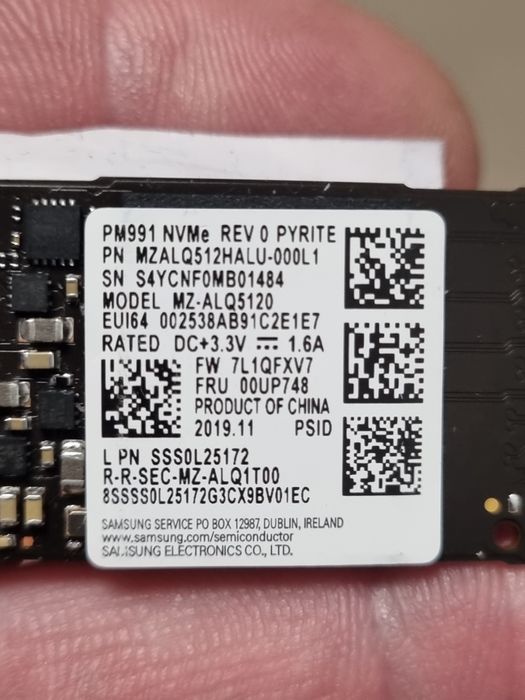 PM991 NVMe REV 0 PYRITE
PN MZALQ512HALU-000L1
SN S4YCNF0MB01484
MODEL MZ-ALQ5120
EUI64 002538AB91C2E1E7
RATED DC+3.3V ⎓ 1.6A
FW 7L1QFXV7
FRU 00UP748
PRODUCT OF CHINA
2019.11 PSID
L PN SSS0L25172
R-R-SEC-MZ-ALQ1T00
8SSSS0L25172G3CX9BV01EC
SAMSUNG SERVICE PO BOX 12987, DUBLIN, IRELAND
www.samsung.com/semiconductor
SAMSUNG ELECTRONICS CO., LTD.